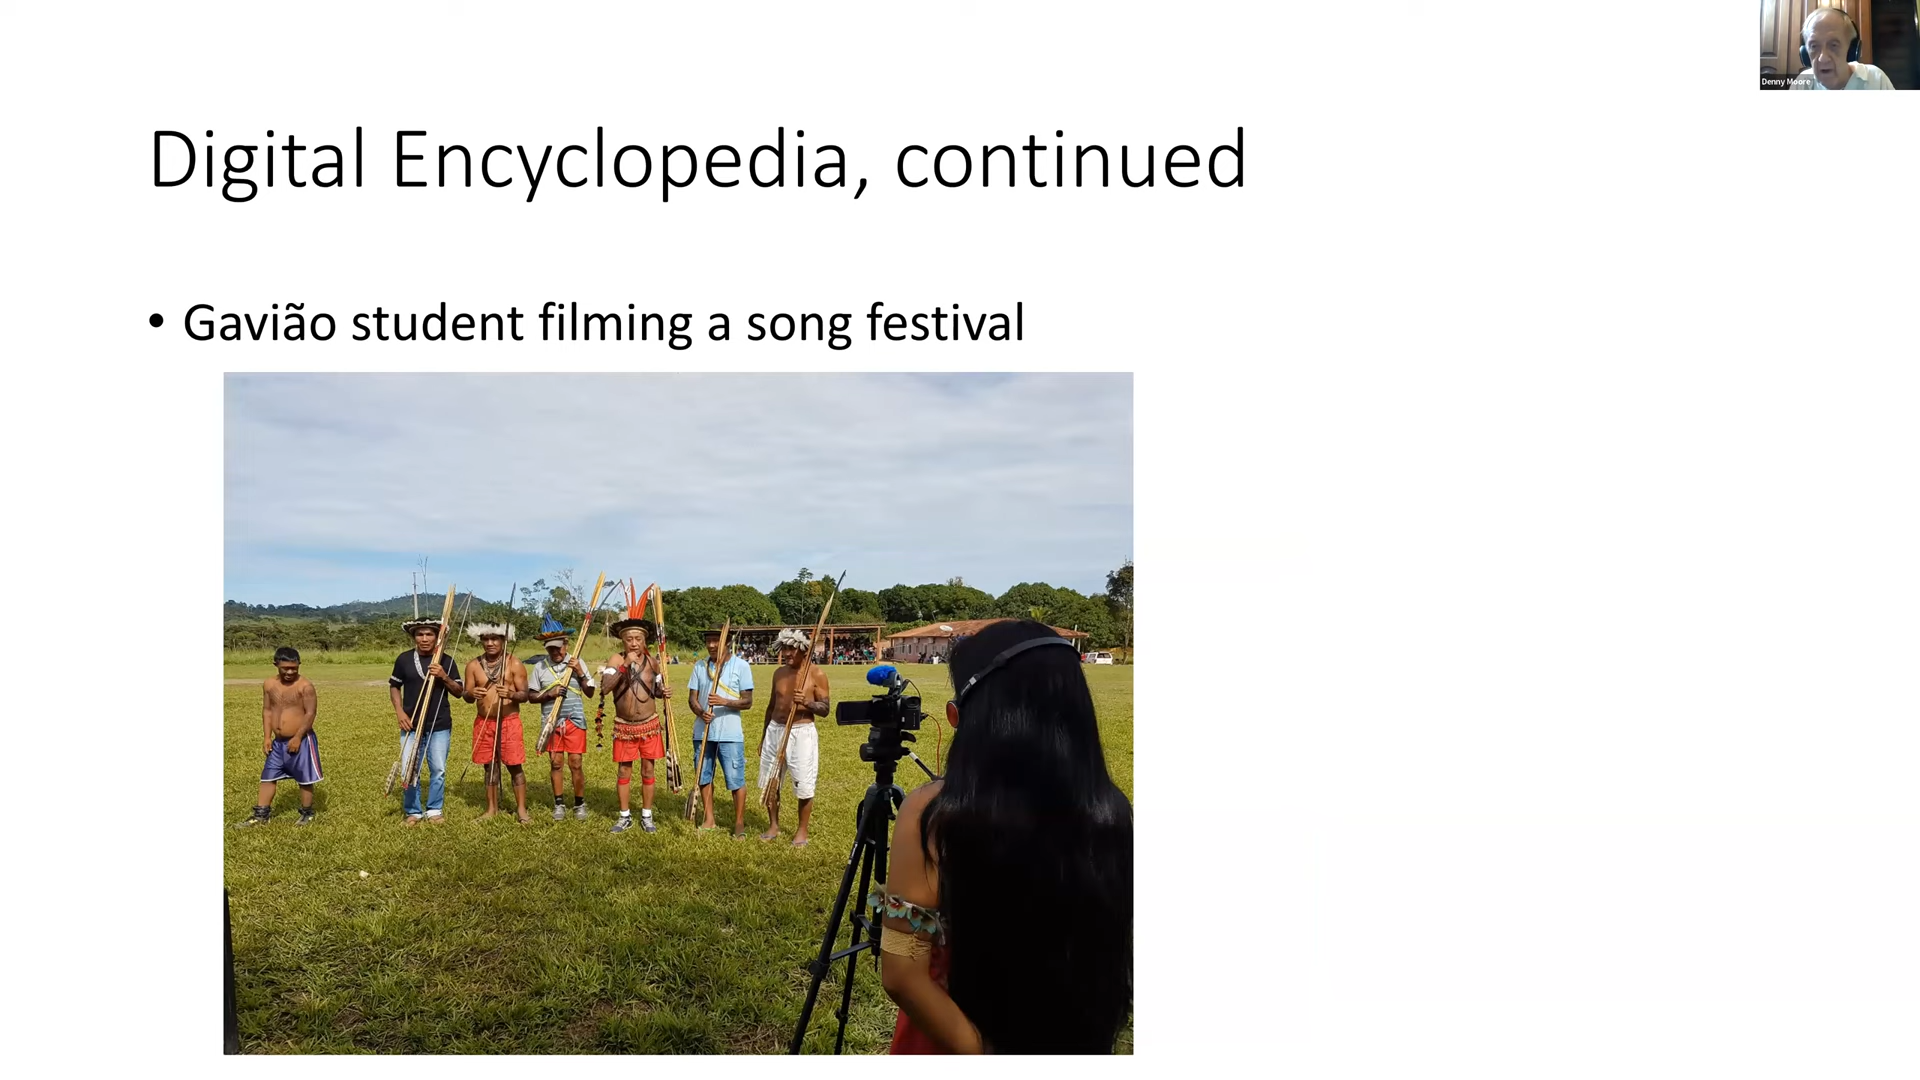 Denny Moore
Digital Encyclopedia, continued
• Gavião student filming a song festival